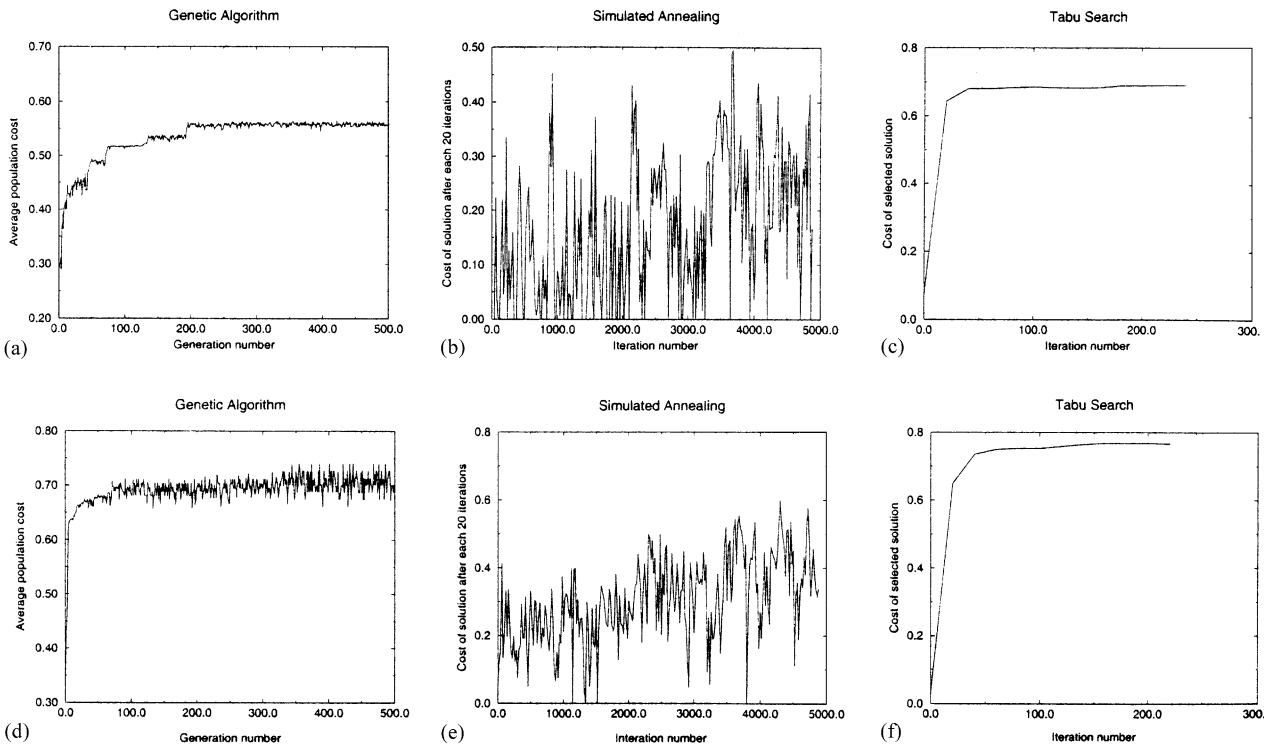 Genetic Algorithm
Simulated Annealing
Tabu Search
0.70
0.60
0.50
0.40
0.30
0.20
Average population cost
0.0
100.0
200.0
300.0
400.0
500.0
Generation number
(a)
0.50
0.40
0.30
0.20
0.10
0.00
Cost of solution after each 20 iterations
0.0
1000.0
2000.0
3000.0
4000.0
5000.0
Iteration number
(b)
0.8
0.6
0.4
0.2
0.0
Cost of selected solution
0.0
100.0
200.0
300.
Iteration number
(c)
Genetic Algorithm
Simulated Annealing
Tabu Search
0.80
0.70
0.60
0.50
0.40
0.30
Average population cost
0.0
100.0
200.0
300.0
400.0
500.0
Generation number
(d)
0.8
0.6
0.4
0.2
0.0
Cost of solution after each 20 iterations
0.0
1000.0
2000.0
3000.0
4000.0
5000.0
Interation number
(e)
0.8
0.6
0.4
0.2
0.0
Cost of selected solution
0.0
100.0
200.0
300.
Iteration number
(f)